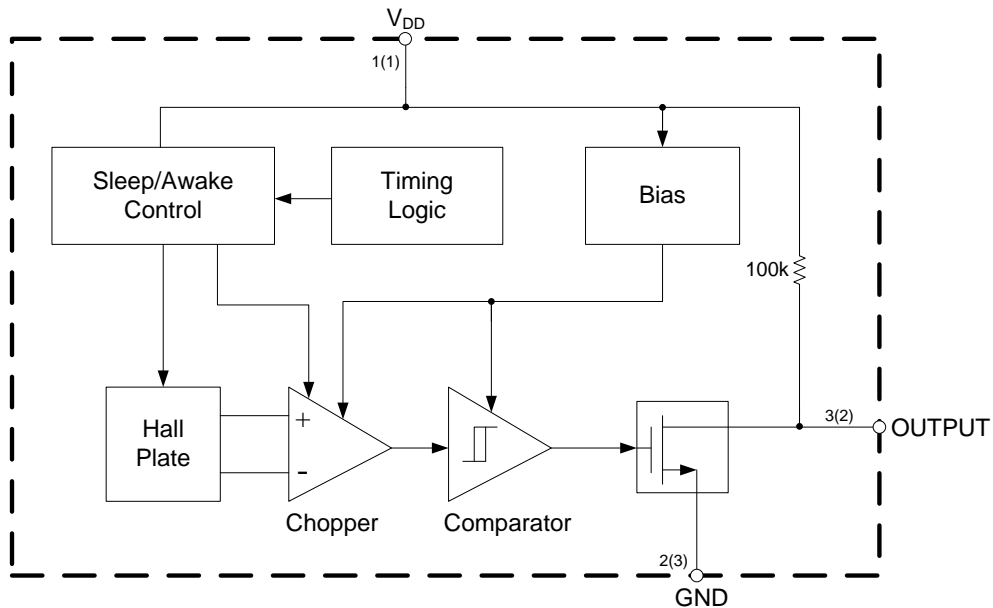 VDD
1(1)
Sleep/Awake
Control
Timing
Logic
Bias
100k
Hall
Plate
+
-
Chopper
Comparator
3(2)
OUTPUT
2(3)
GND